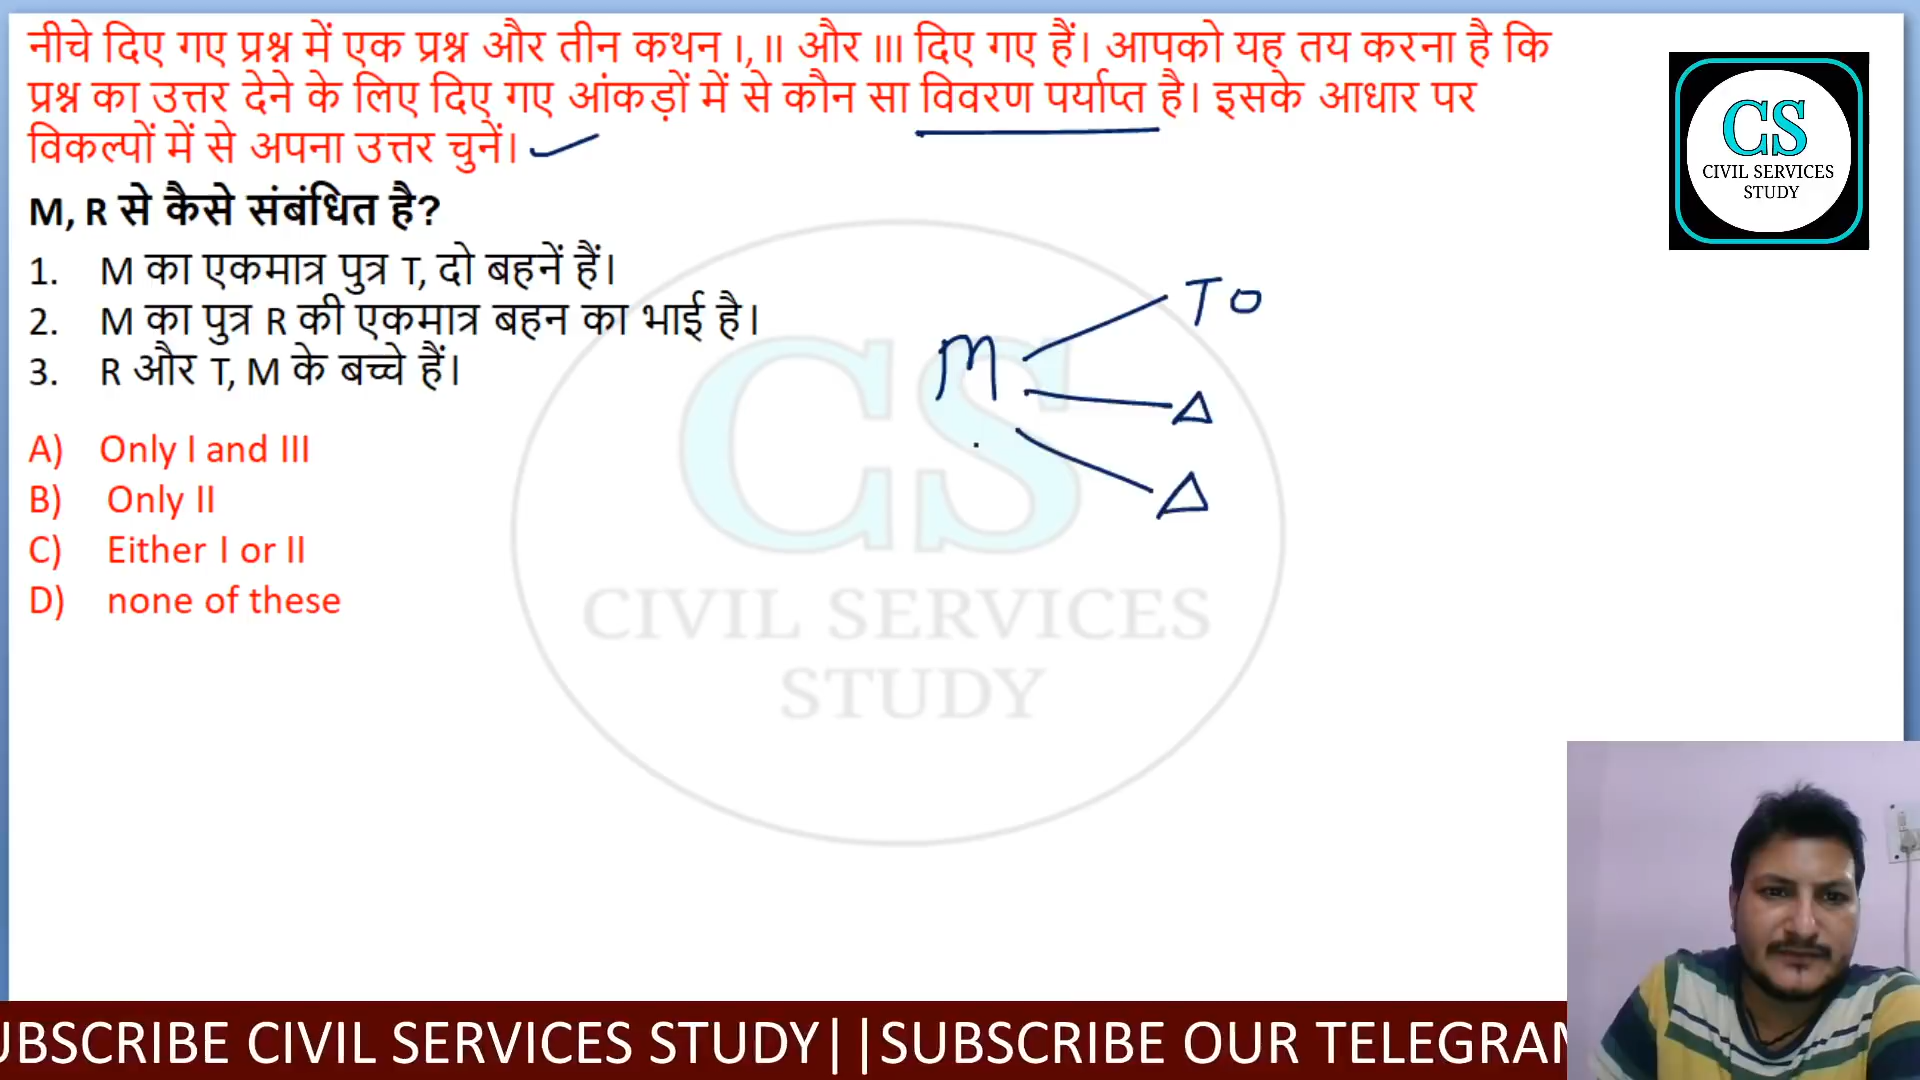 नीचे दिए गए प्रश्न में एक प्रश्न और तीन कथन I, II और III दिए गए हैं। आपको यह तय करना है कि
प्रश्न का उत्तर देने के लिए दिए गए आंकड़ों में से कौन सा विवरण पर्याप्त है। इसके आधार पर
विकल्पों में से अपना उत्तर चुनें।
CS
CIVIL SERVICES
STUDY
M, R से कैसे संबंधित है?
1. M का एकमात्र पुत्र T, दो बहनें हैं।
2. M का पुत्र R की एकमात्र बहन का भाई है।
3. R और T, M के बच्चे हैं।
M
T
A) Only I and III
B) Only II
C) Either I or II
D) none of these
CS
CIVIL SERVICES
STUDY
UBSCRIBE CIVIL SERVICES STUDY||SUBSCRIBE OUR TELEGRAM